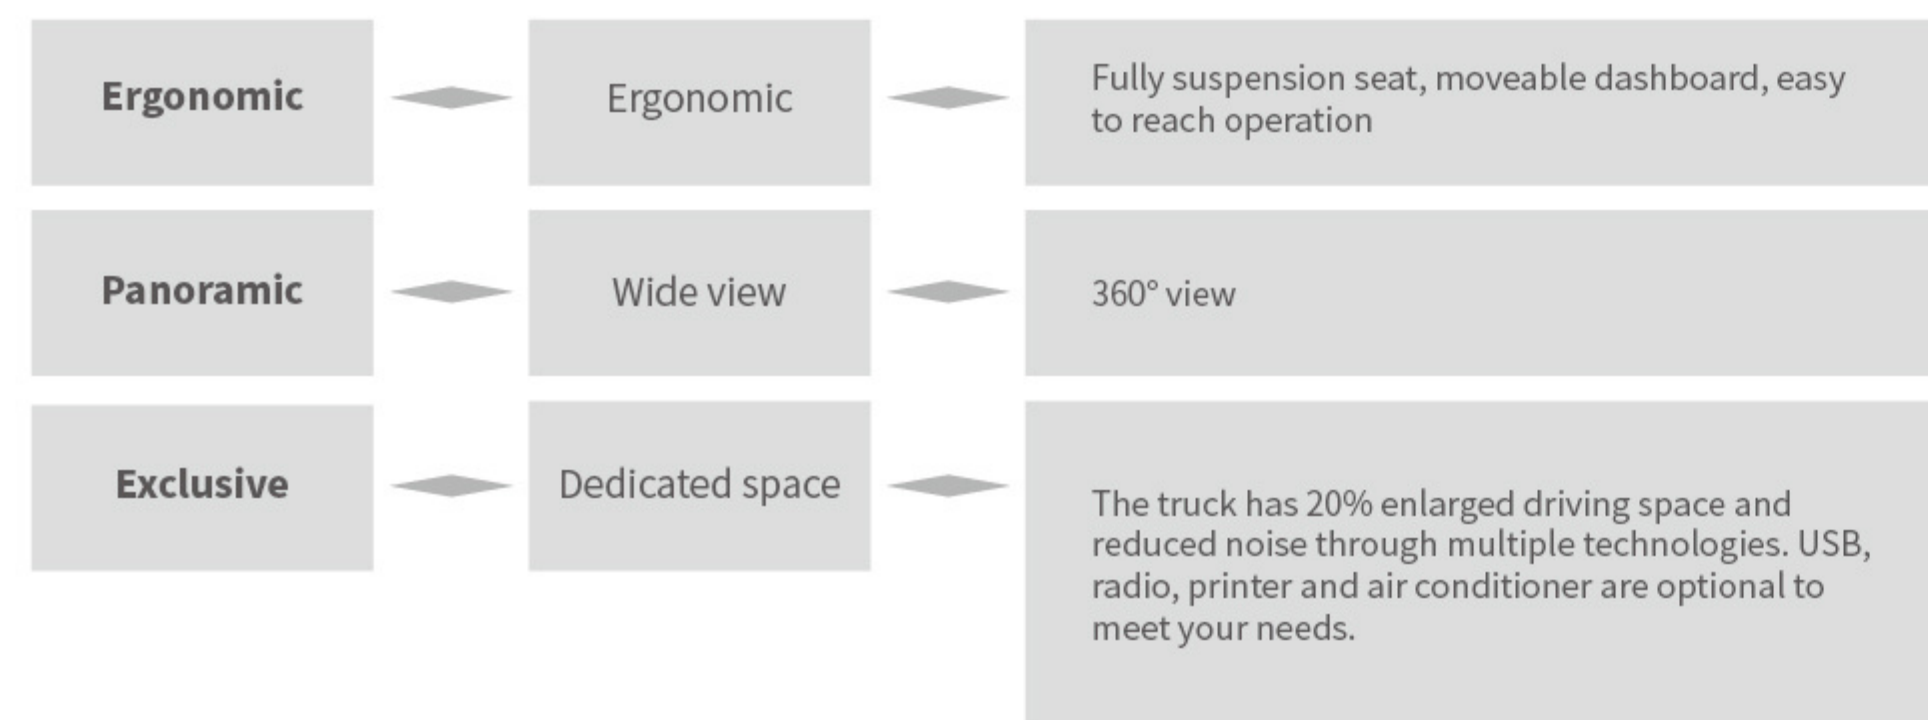 Ergonomic
Ergonomic
Fully suspension seat, moveable dashboard, easy
to reach operation
Panoramic
Wide view
360° view
Exclusive
Dedicated space
The truck has 20% enlarged driving space and
reduced noise through multiple technologies. USB,
radio, printer and air conditioner are optional to
meet your needs.